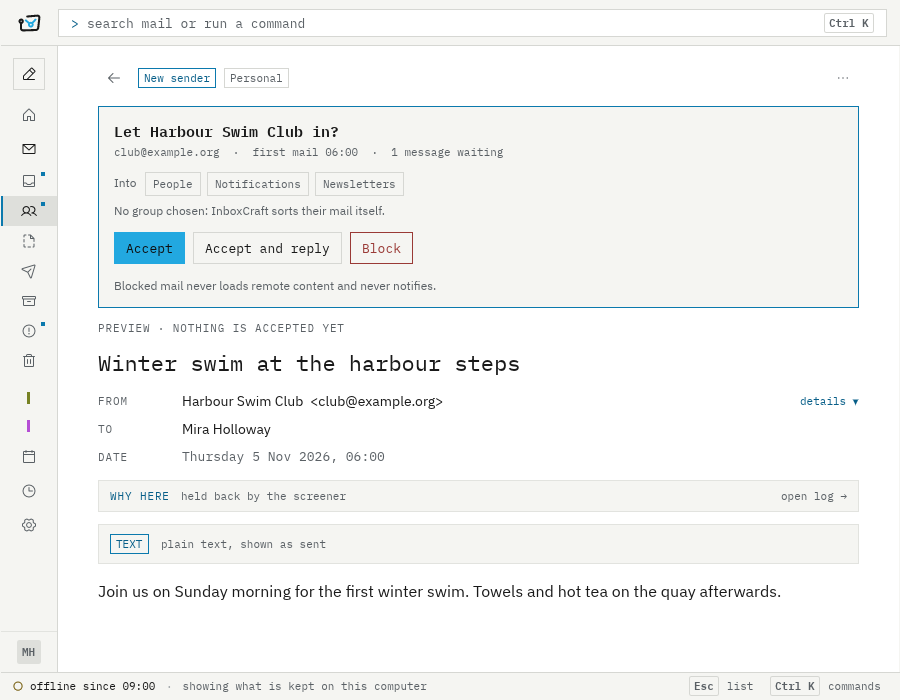 > search mail or run a command Ctrl K
New sender Personal ...
Let Harbour Swim Club in?
club@example.org · first mail 06:00 · 1 message waiting
Into People Notifications Newsletters
No group chosen: InboxCraft sorts their mail itself.
Accept Accept and reply Block
Blocked mail never loads remote content and never notifies.
PREVIEW · NOTHING IS ACCEPTED YET
Winter swim at the harbour steps
FROM Harbour Swim Club <club@example.org> details ▾
TO Mira Holloway
DATE Thursday 5 Nov 2026, 06:00
WHY HERE held back by the screener open log →
TEXT plain text, shown as sent
Join us on Sunday morning for the first winter swim. Towels and hot tea on the quay afterwards.
MH
offline since 09:00 · showing what is kept on this computer Esc list Ctrl K commands